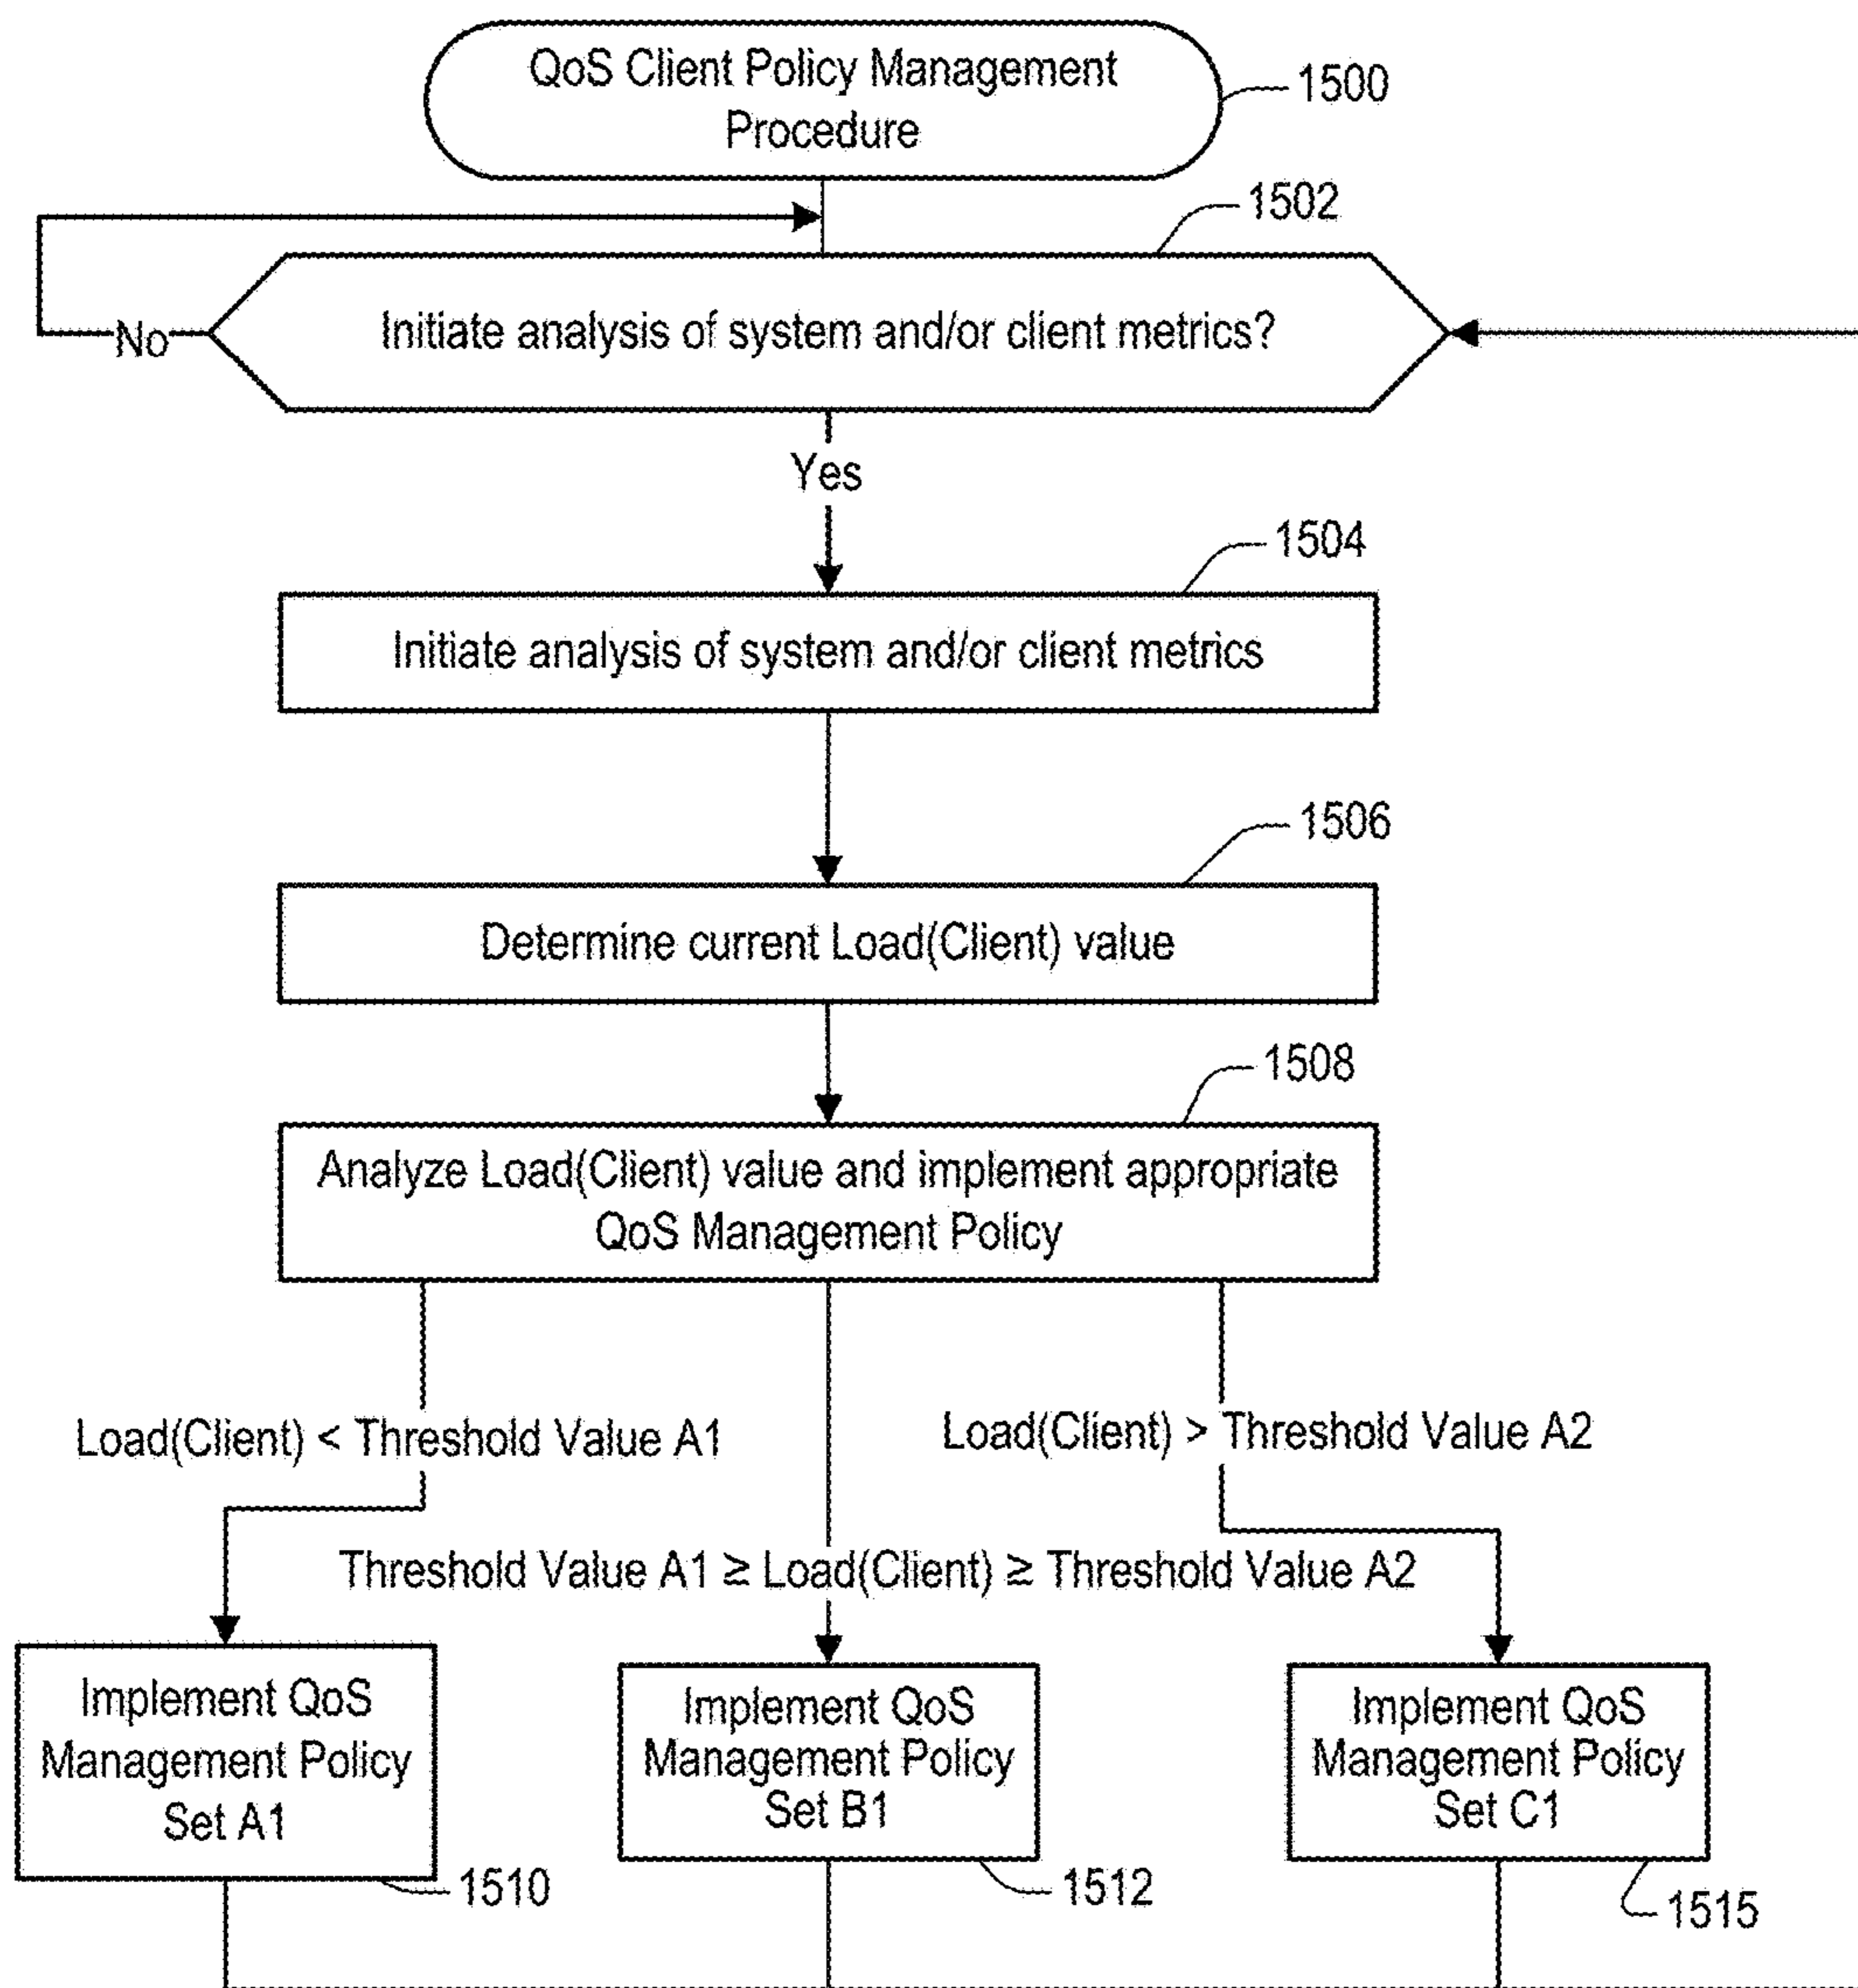 QoS Client Policy Management
Procedure
1500
1502
Initiate analysis of system and/or client metrics?
No
Yes
1504
Initiate analysis of system and/or client metrics
1506
Determine current Load(Client) value
1508
Analyze Load(Client) value and implement appropriate
QoS Management Policy
Load(Client) < Threshold Value A1
Load(Client) > Threshold Value A2
Threshold Value A1 ≥ Load(Client) ≥ Threshold Value A2
Implement QoS
Management Policy
Set A1
1510
Implement QoS
Management Policy
Set B1
1512
Implement QoS
Management Policy
Set C1
1515